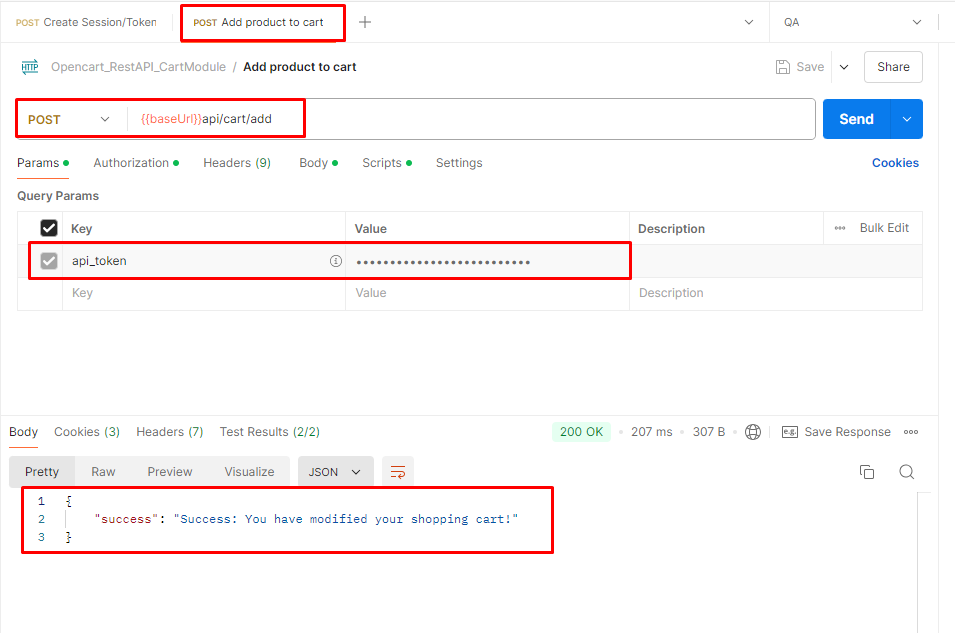 POST Create Session/Token POST Add product to cart QA
HTTP Opencart_RestAPI_CartModule / Add product to cart Save Share
POST {{baseUrl}}api/cart/add Send
Params Authorization Headers (9) Body Scripts Settings Cookies
Query Params
Key Value Description Bulk Edit
api_token ••••••••••••••••••••••••••
Key Value Description
Body Cookies (3) Headers (7) Test Results (2/2) 200 OK • 207 ms • 307 B • e.g. Save Response
Pretty Raw Preview Visualize JSON
1 {
2 "success": "Success: You have modified your shopping cart!"
3 }